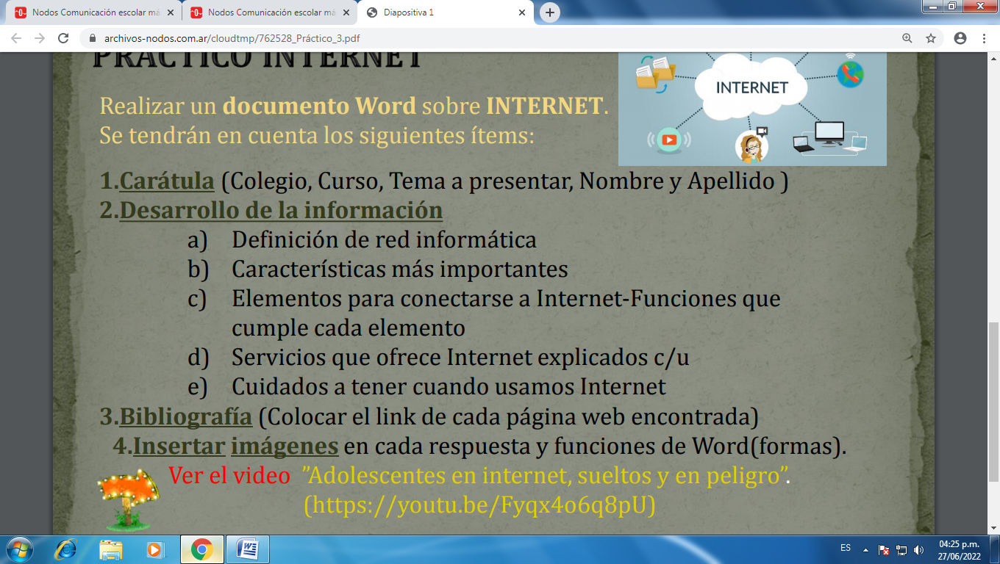 Nodos Comunicación escolar má
Nodos Comunicación escolar má
Diapositiva 1
archivos-nodos.com.ar/cloudtmp/762528_Práctico_3.pdf
PRÁCTICO INTERNET
INTERNET
Realizar un documento Word sobre INTERNET.
Se tendrán en cuenta los siguientes ítems:
1.Carátula (Colegio, Curso, Tema a presentar, Nombre y Apellido )
2.Desarrollo de la información
a) Definición de red informática
b) Características más importantes
c) Elementos para conectarse a Internet-Funciones que
cumple cada elemento
d) Servicios que ofrece Internet explicados c/u
e) Cuidados a tener cuando usamos Internet
3.Bibliografía (Colocar el link de cada página web encontrada)
4.Insertar imágenes en cada respuesta y funciones de Word(formas).
Ver el video ”Adolescentes en internet, sueltos y en peligro”.
(https://youtu.be/Fyqx4o6q8pU)
ES
04:25 p.m.
27/06/2022